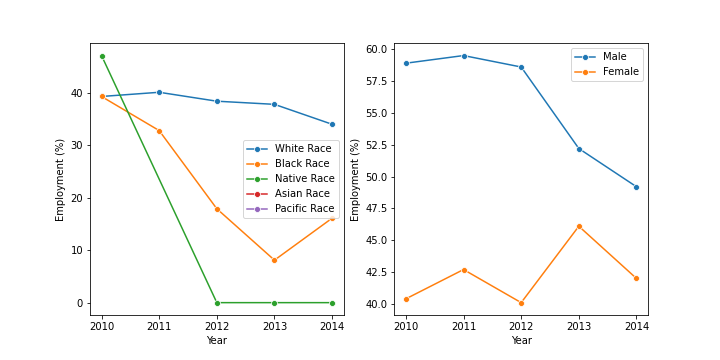 Employment (%)
40
30
20
10
0
2010 2011 2012 2013 2014
Year
White Race
Black Race
Native Race
Asian Race
Pacific Race
Employment (%)
60.0
57.5
55.0
52.5
50.0
47.5
45.0
42.5
40.0
2010 2011 2012 2013 2014
Year
Male
Female